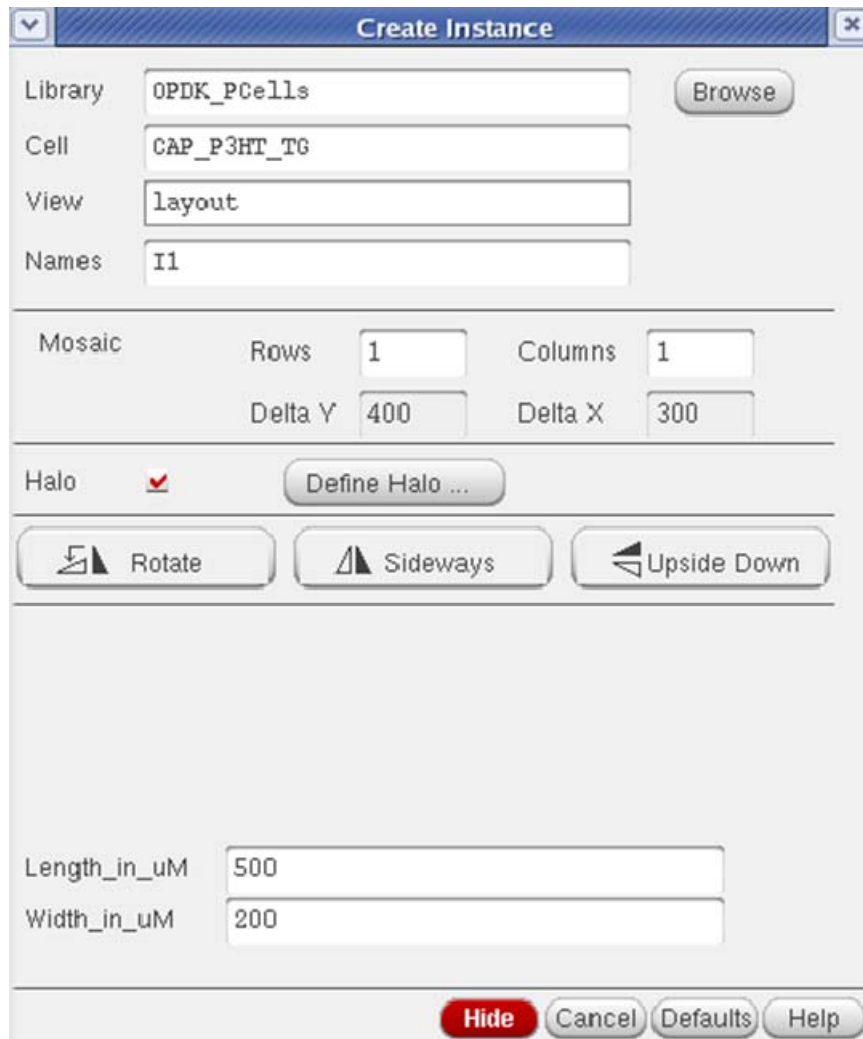 Create Instance
Library OPDK_PCells Browse
Cell CAP_P3HT_TG
View layout
Names I1
Mosaic Rows 1 Columns 1
Delta Y 400 Delta X 300
Halo Define Halo ...
Rotate Sideways Upside Down
Length_in_uM 500
Width_in_uM 200
Hide Cancel Defaults Help